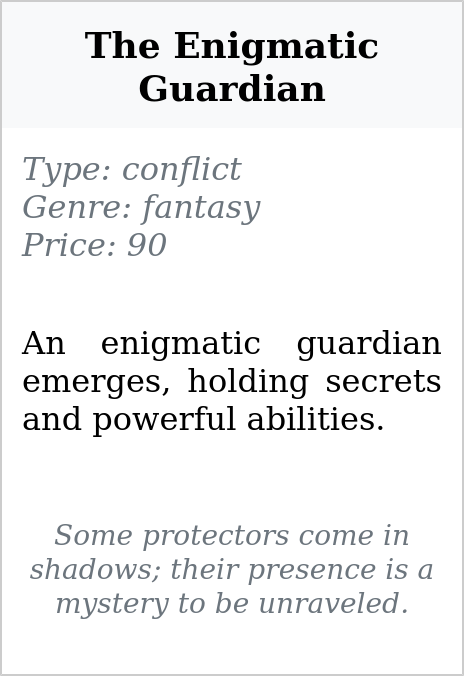 The Enigmatic
Guardian
Type: conflict
Genre: fantasy
Price: 90
An enigmatic guardian
emerges, holding secrets
and powerful abilities.
Some protectors come in
shadows; their presence is a
mystery to be unraveled.